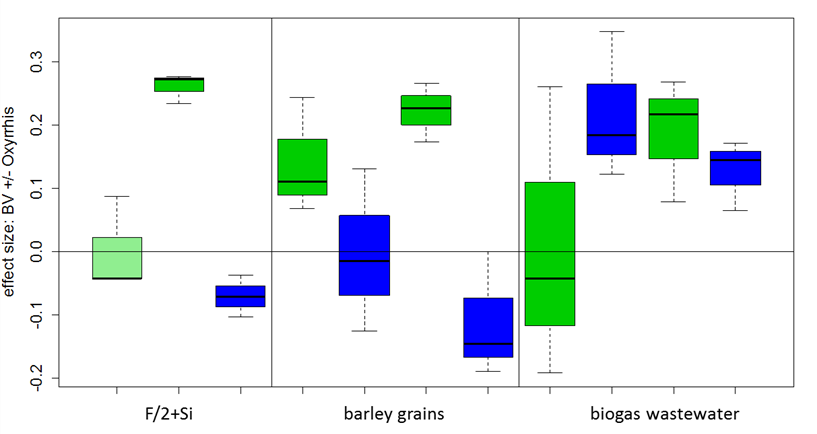 effect size: BV +/- Oxyrrhis
0.3
0.2
0.1
0.0
-0.1
-0.2
F/2+Si
barley grains
biogas wastewater